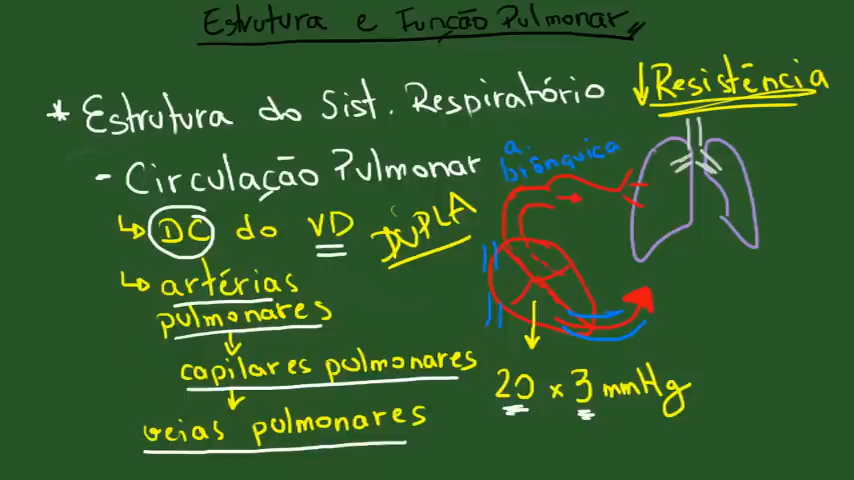 Estrutura e Função Pulmonar
↓ Resistência
* Estrutura do Sist. Respiratório
- Circulação Pulmonar
a. brônquica
↳ DC do VD DUPLA
↳ artérias
pulmonares
↓
capilares pulmonares
↓
veias pulmonares
20 x 3 mmHg